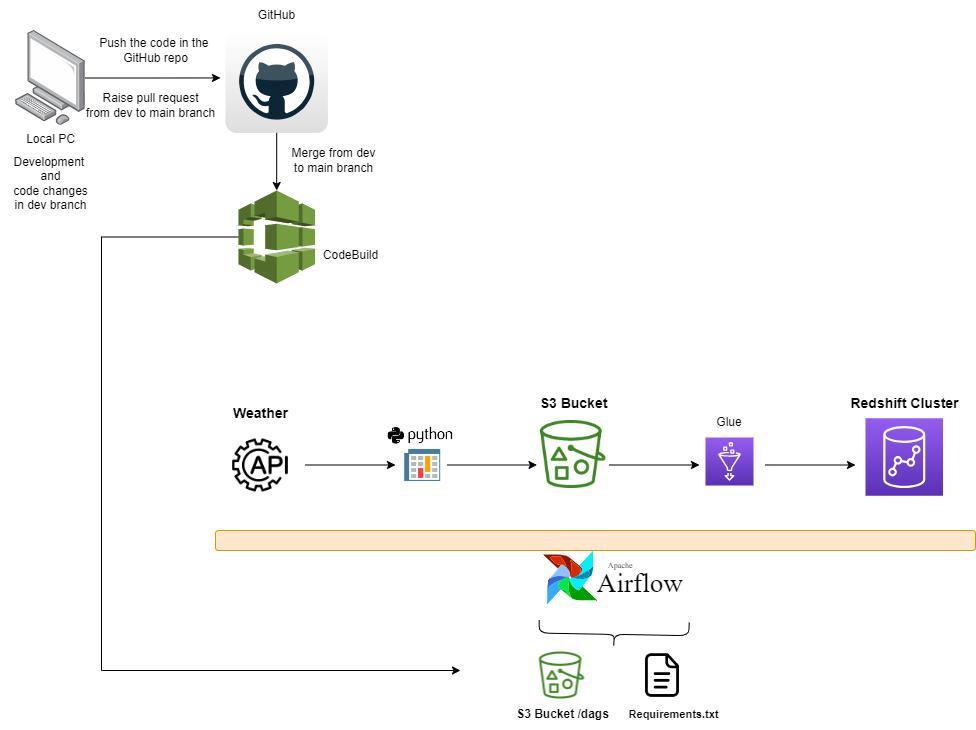 GitHub
Push the code in the
GitHub repo
Raise pull request
from dev to main branch
Local PC
Development
and
code changes
in dev branch
Merge from dev
to main branch
CodeBuild
Weather
API
python
S3 Bucket
Glue
Redshift Cluster
Apache
Airflow
S3 Bucket /dags
Requirements.txt